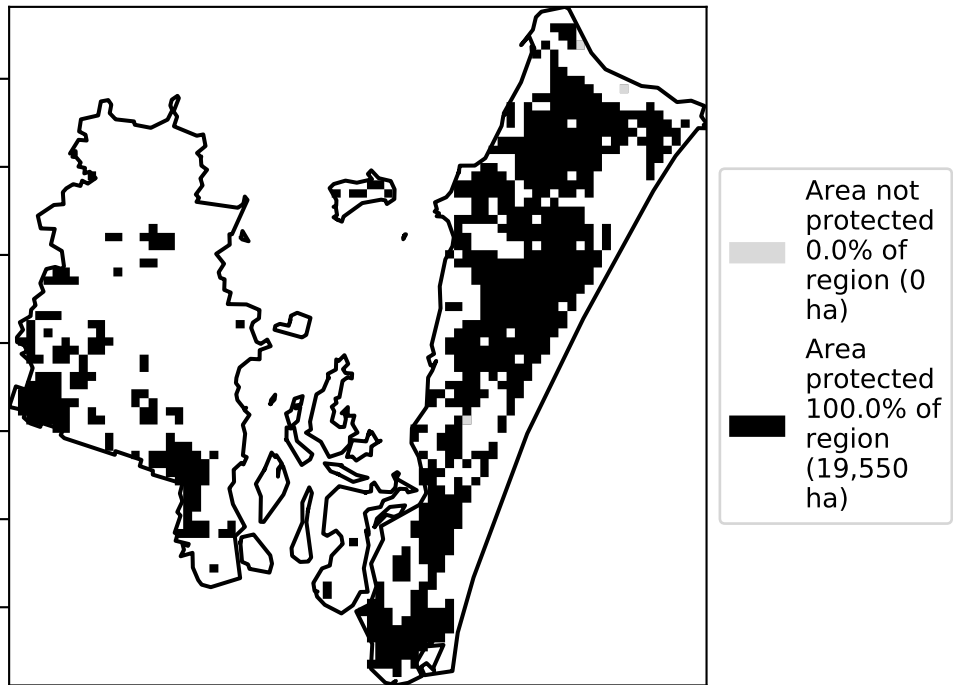 Area not
protected
0.0% of
region (0
ha)
Area
protected
100.0% of
region
(19,550
ha)